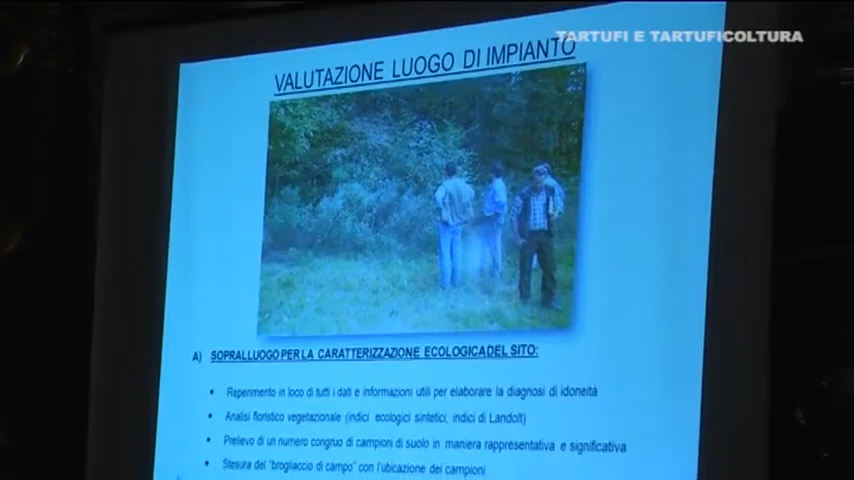 TARTUFI E TARTUFICOLTURA
VALUTAZIONE LUOGO DI IMPIANTO
A) SOPRALLUOGO PER LA CARATTERIZZAZIONE ECOLOGICA DEL SITO:
▪ Reperimento in loco di tutti i dati e informazioni utili per elaborare la diagnosi di idoneità
▪ Analisi floristico vegetazionale (indici ecologici sintetici, indici di Landolt)
▪ Prelievo di un numero congruo di campioni di suolo in maniera rappresentativa e significativa
▪ Stesura del "brogliaccio di campo" con l'ubicazione dei campioni